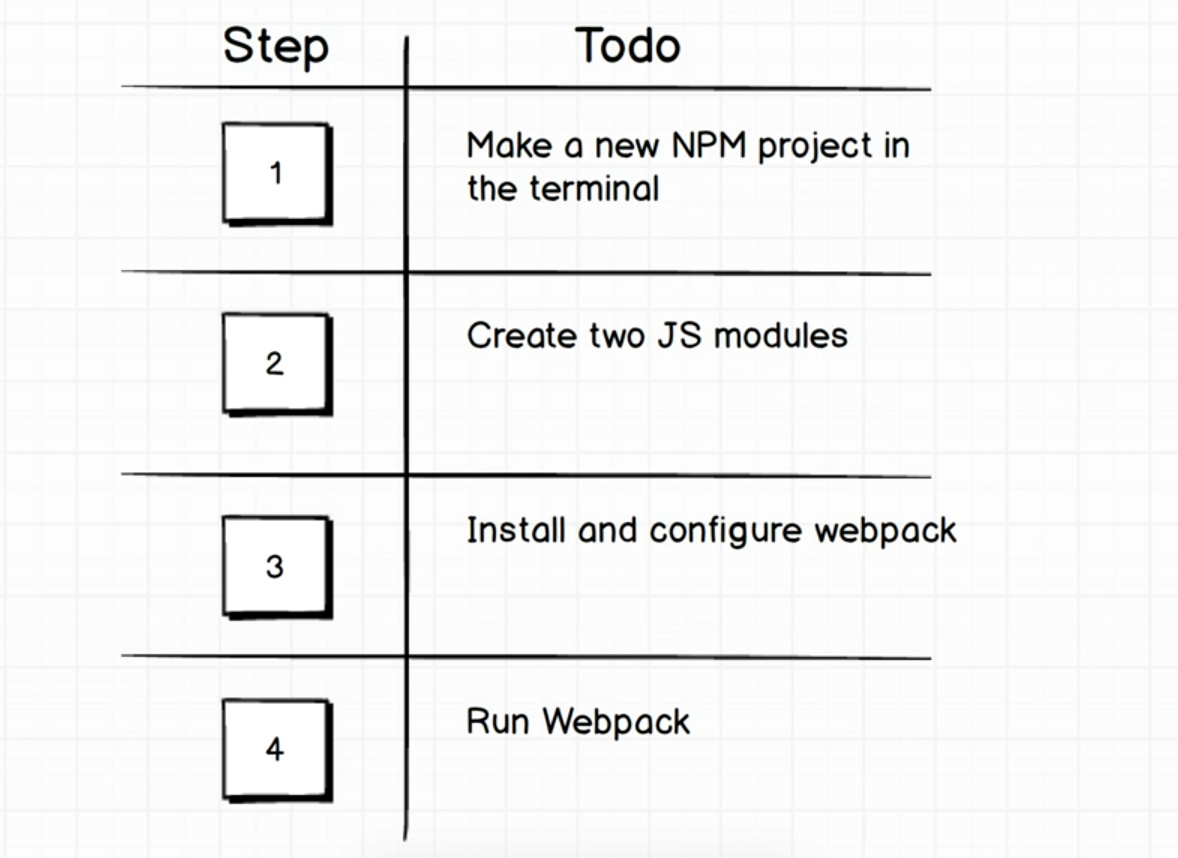 Step
Todo
1
Make a new NPM project in
the terminal
2
Create two JS modules
3
Install and configure webpack
4
Run Webpack